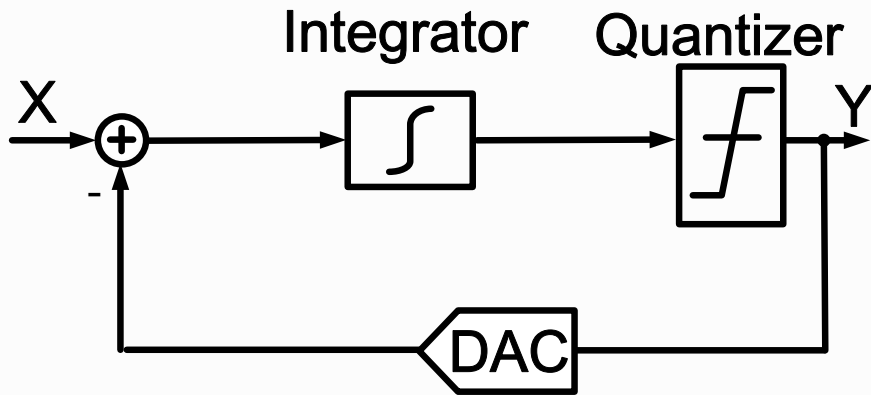 Integrator
Quantizer
X
+
Y
-
∫
DAC